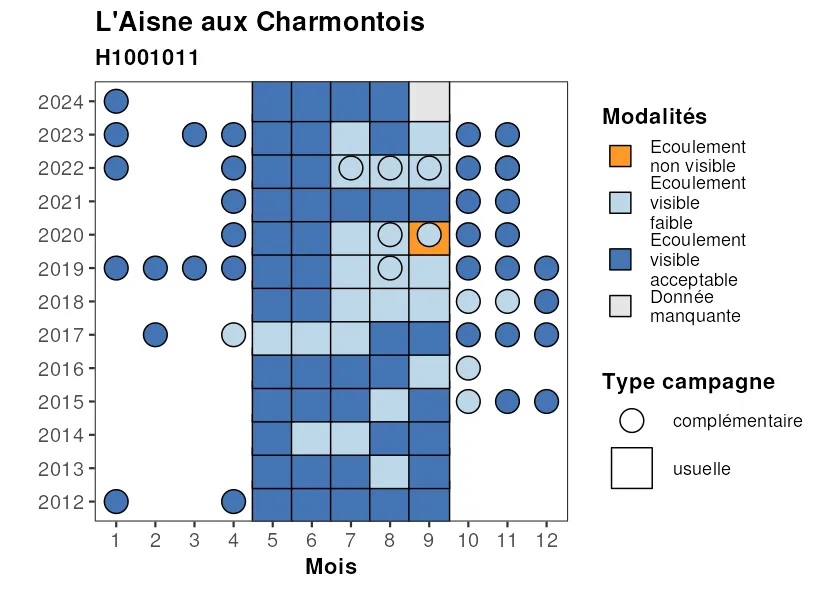 L'Aisne aux Charmontois
H1001011
2024
2023
2022
2021
2020
2019
2018
2017
2016
2015
2014
2013
2012
1 2 3 4 5 6 7 8 9 10 11 12
Mois
Modalités
Ecoulement
non visible
Ecoulement
visible
faible
Ecoulement
visible
acceptable
Donnée
manquante
Type campagne
complémentaire
usuelle